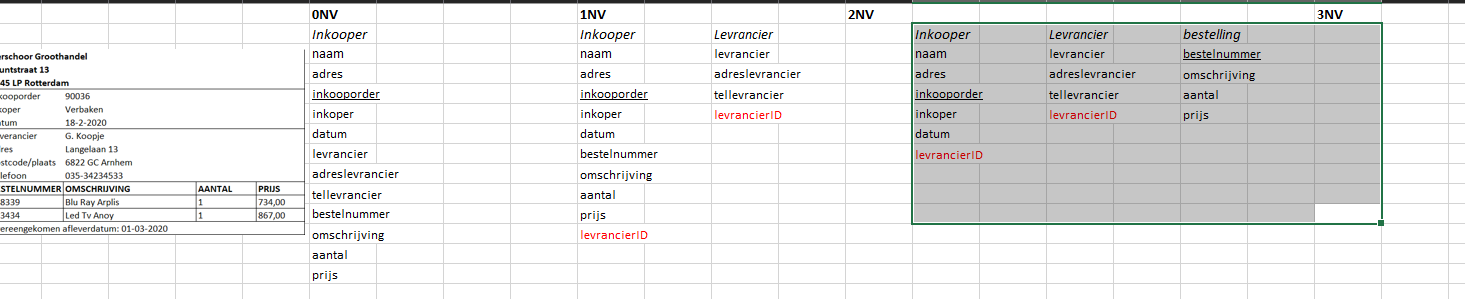 0NV 1NV 2NV 3NV
Inkooper Inkooper Levrancier Inkooper Levrancier bestelling
naam naam levrancier naam levrancier bestelnummer
adres adres adreslevrancier adres adreslevrancier omschrijving
inkooporder inkooporder tellevrancier inkooporder tellevrancier aantal
inkoper inkoper levrancierID inkoper levrancierID prijs
datum datum datum
levrancier bestelnummer levrancierID
adreslevrancier omschrijving
tellevrancier aantal
bestelnummer prijs
omschrijving levrancierID
aantal
prijs
erschoor Groothandel
untstraat 13
45 LP Rotterdam
kooporder 90036
koper Verbaken
tum 18-2-2020
verancier G. Koopje
res Langelaan 13
stcode/plaats 6822 GC Arnhem
lefoon 035-34234533
STELNUMMER OMSCHRIJVING AANTAL PRIJS
8339 Blu Ray Arplis 1 734,00
3434 Led Tv Anoy 1 867,00
ereengekomen afleverdatum: 01-03-2020